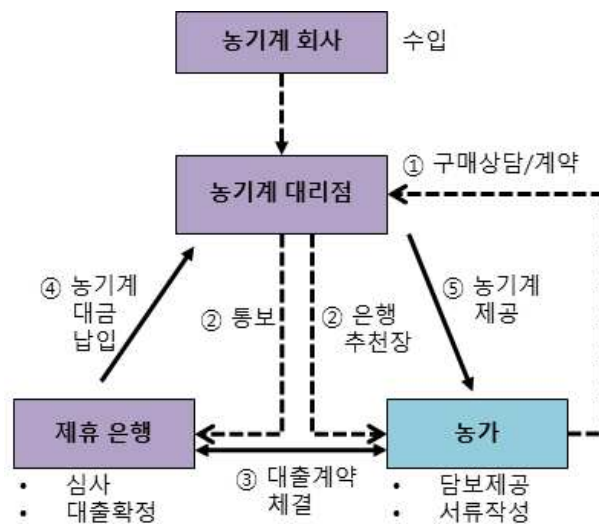 농기계 회사
수입
① 구매상담/계약
농기계 대리점
④ 농기계
대금
납입
② 통보
② 은행
추천장
⑤ 농기계
제공
제휴 은행
농가
③ 대출계약
체결
• 심사
• 대출확정
• 담보제공
• 서류작성